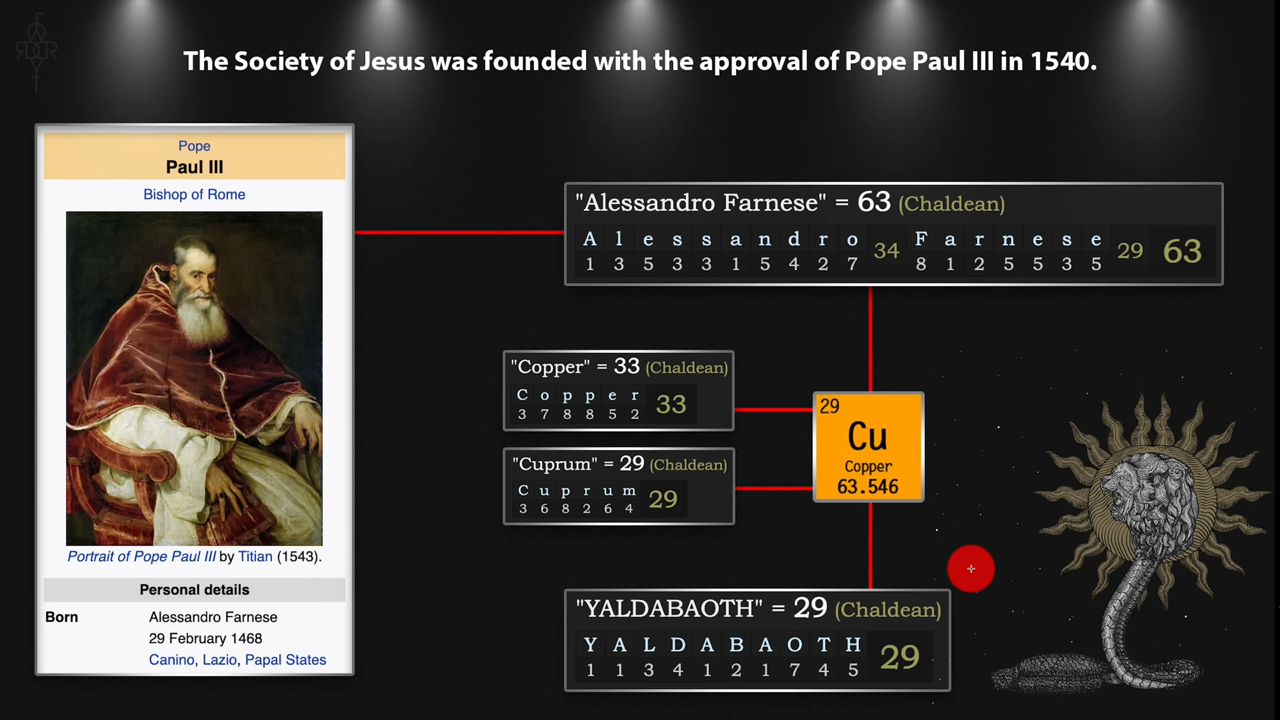 The Society of Jesus was founded with the approval of Pope Paul III in 1540.
Pope
Paul III
Bishop of Rome
Portrait of Pope Paul III by Titian (1543).
Personal details
Born Alessandro Farnese
29 February 1468
Canino, Lazio, Papal States
"Alessandro Farnese" = 63 (Chaldean)
A l e s s a n d r o 34 F a r n e s e 29 63
1 3 5 3 3 1 5 4 2 7 8 1 2 5 5 3 5
"Copper" = 33 (Chaldean)
C o p p e r 33
3 7 8 8 5 2
"Cuprum" = 29 (Chaldean)
C u p r u m 29
3 6 8 2 6 4
29
Cu
Copper
63.546
"YALDABAOTH" = 29 (Chaldean)
Y A L D A B A O T H 29
1 1 3 4 1 2 1 7 4 5